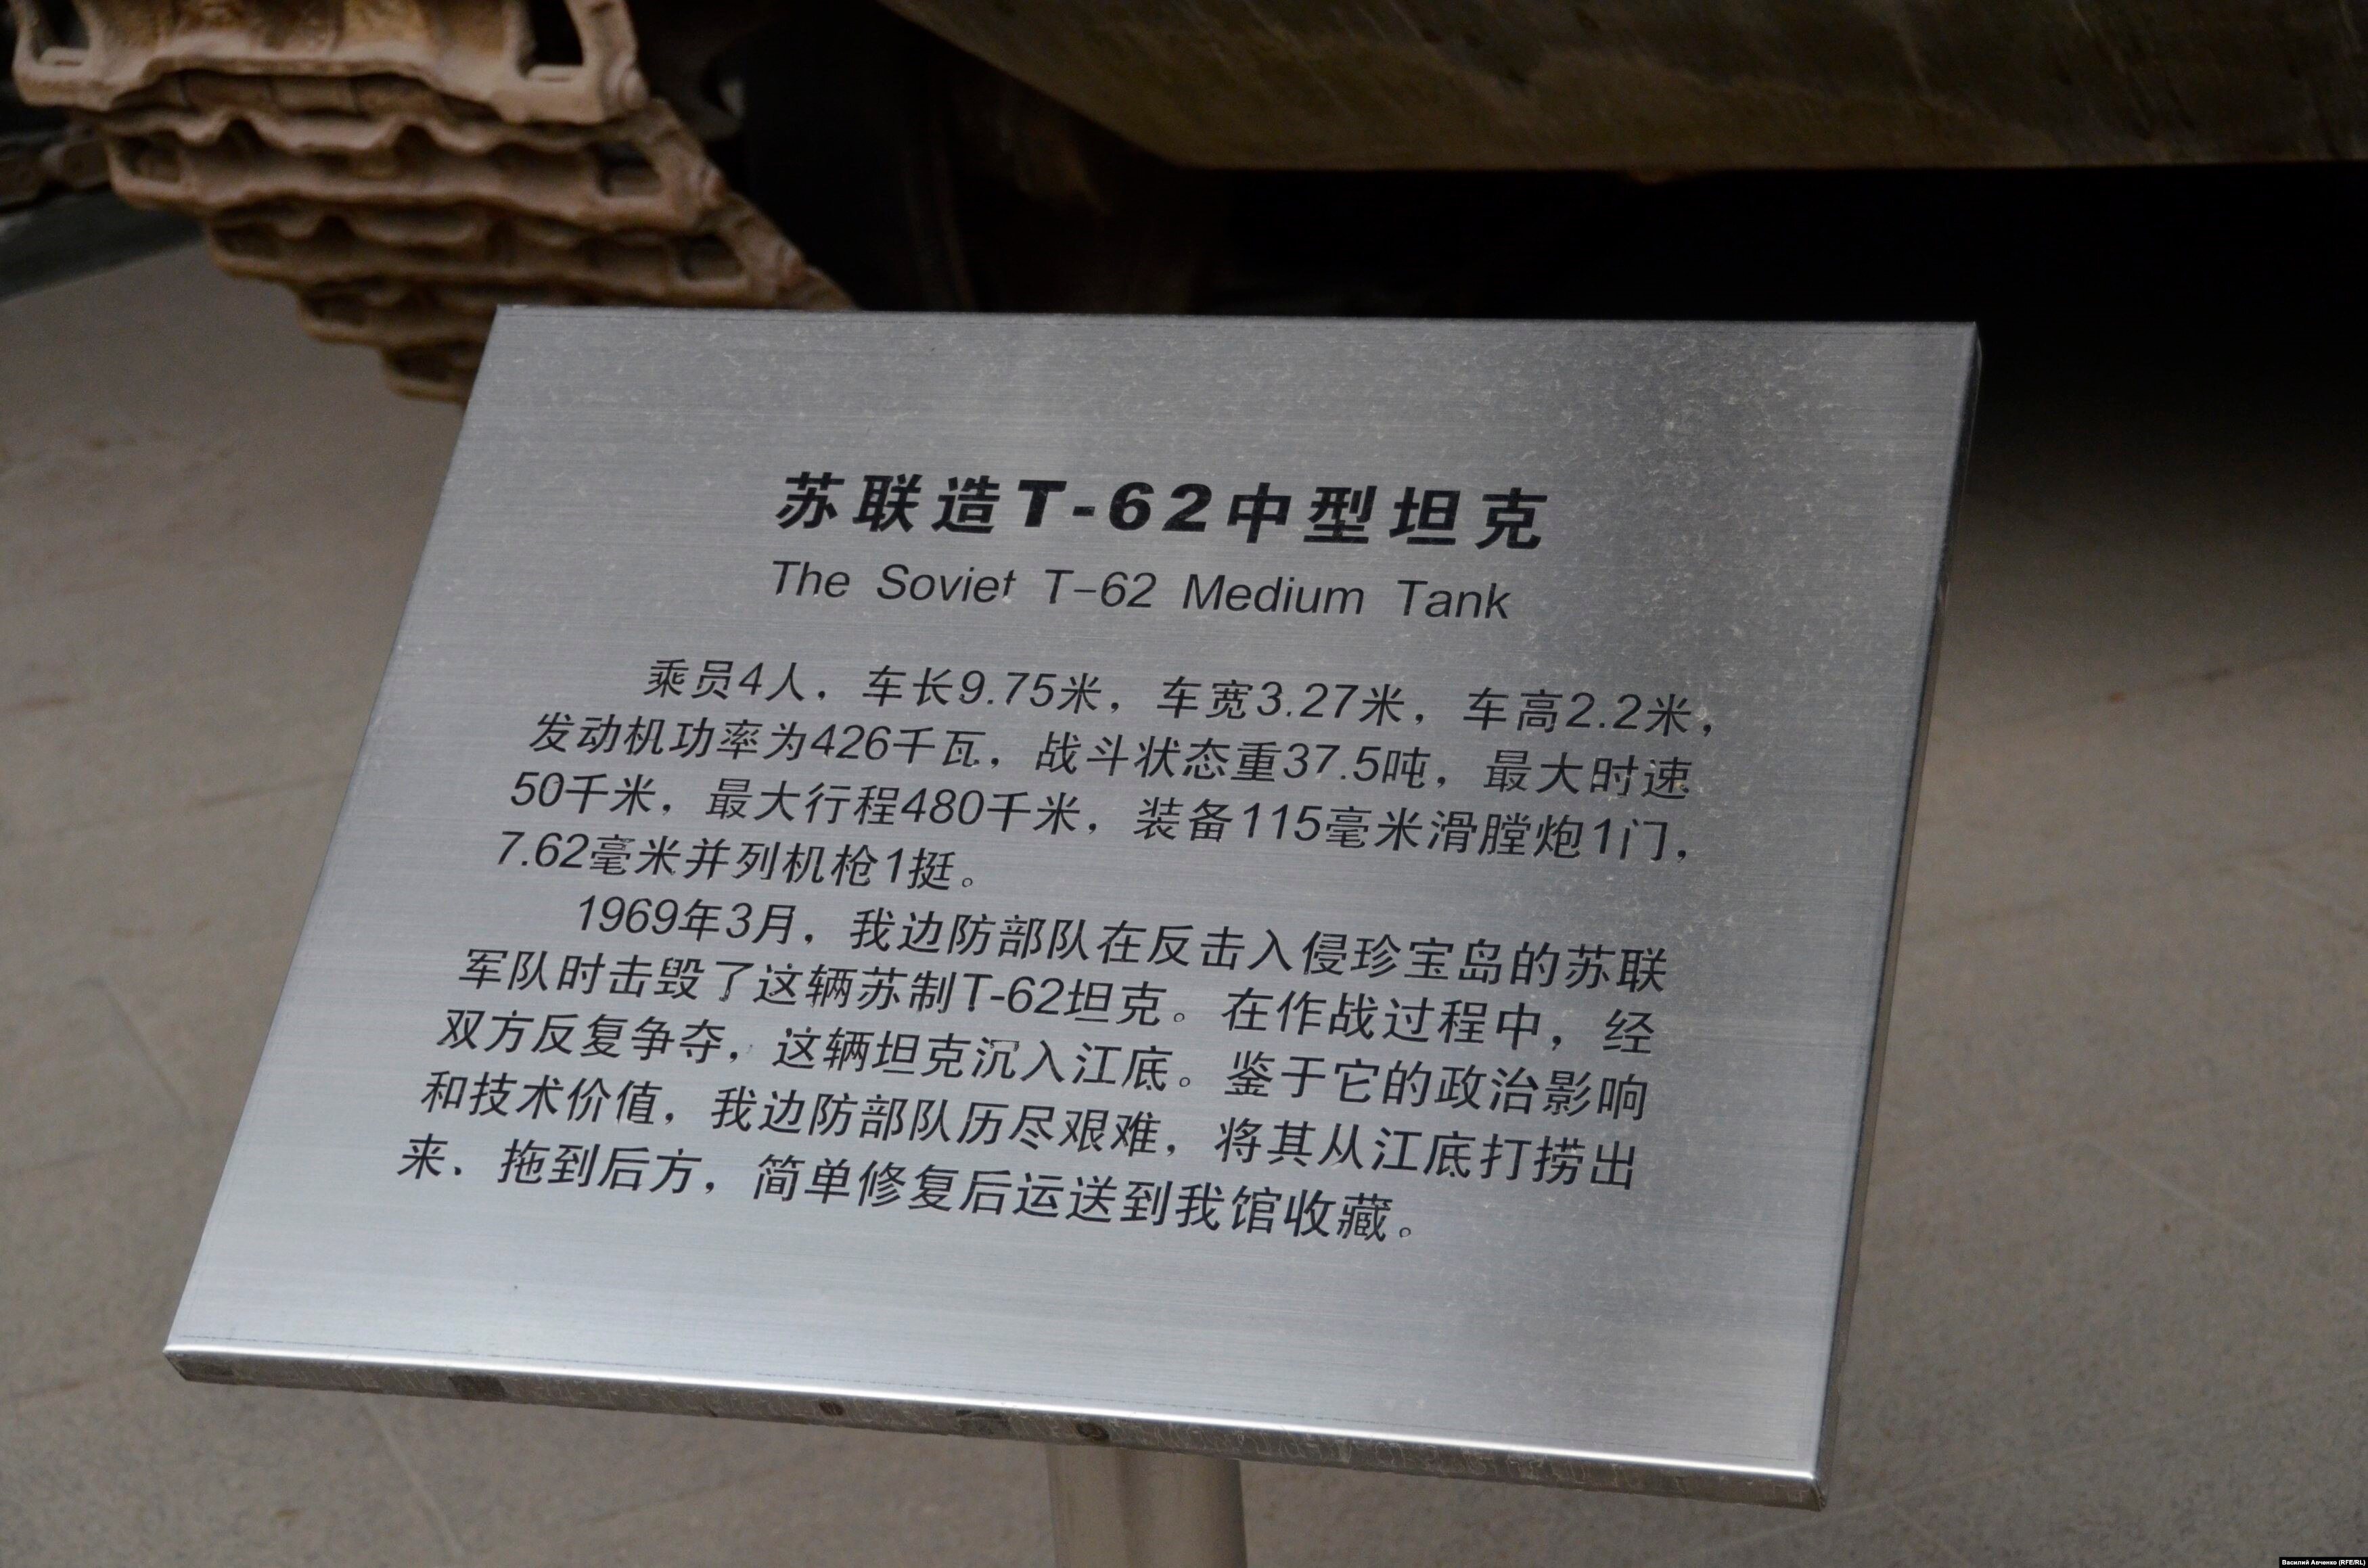 苏联造T-62中型坦克
The Soviet T-62 Medium Tank
乘员4人，车长9.75米，车宽3.27米，车高2.2米，
发动机功率为426千瓦，战斗状态重37.5吨，最大时速
50千米，最大行程480千米，装备115毫米滑膛炮1门，
7.62毫米并列机枪1挺。
1969年3月，我边防部队在反击入侵珍宝岛的苏联
军队时击毁了这辆苏制T-62坦克。在作战过程中，经
双方反复争夺，这辆坦克沉入江底。鉴于它的政治影响
和技术价值，我边防部队历尽艰难，将其从江底打捞出
来、拖到后方，简单修复后运送到我馆收藏。
Василий Авченко (RFE/RL)